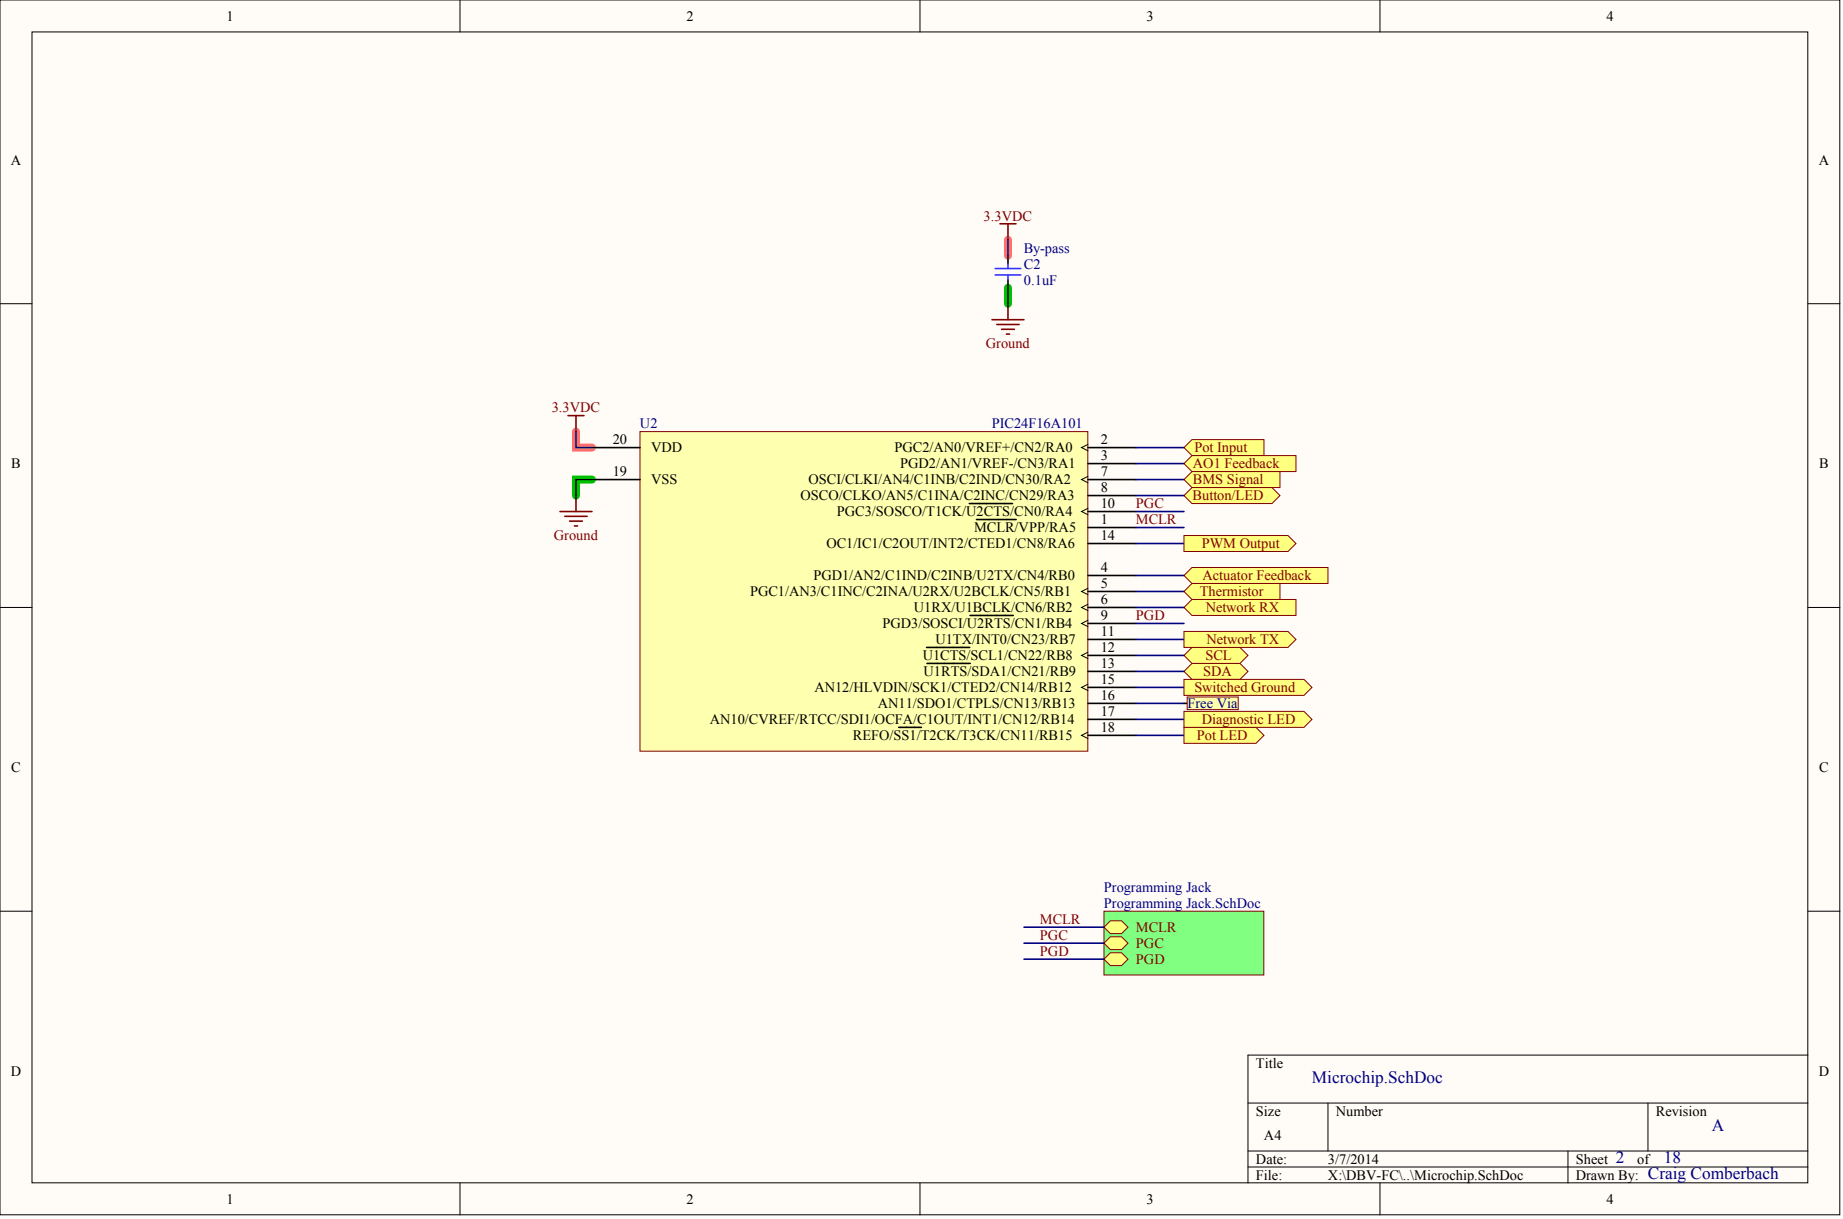 1 2 3 4
A A
3.3VDC
By-pass
C2
0.1uF
Ground
3.3VDC
U2 PIC24F16A101
20 VDD PGC2/AN0/VREF+/CN2/RA0 2 Pot Input
PGD2/AN1/VREF-/CN3/RA1 3 AO1 Feedback
19 VSS OSCI/CLKI/AN4/C1INB/C2IND/CN30/RA2 7 BMS Signal
OSCO/CLKO/AN5/C1INA/C2INC/CN29/RA3 8 Button/LED
PGC3/SOSCO/T1CK/U2CTS/CN0/RA4 10 PGC
MCLR/VPP/RA5 1 MCLR
Ground
OC1/IC1/C2OUT/INT2/CTED1/CN8/RA6 14 PWM Output
B B
PGD1/AN2/C1IND/C2INB/U2TX/CN4/RB0 4 Actuator Feedback
PGC1/AN3/C1INC/C2INA/U2RX/U2BCLK/CN5/RB1 5 Thermistor
U1RX/U1BCLK/CN6/RB2 6 Network RX
PGD3/SOSCI/U2RTS/CN1/RB4 9 PGD
U1TX/INT0/CN23/RB7 11 Network TX
U1CTS/SCL1/CN22/RB8 12 SCL
U1RTS/SDA1/CN21/RB9 13 SDA
AN12/HLVDIN/SCK1/CTED2/CN14/RB12 15 Switched Ground
AN11/SDO1/CTPLS/CN13/RB13 16 Free Via
AN10/CVREF/RTCC/SDI1/OCFA/C1OUT/INT1/CN12/RB14 17 Diagnostic LED
REFO/SS1/T2CK/T3CK/CN11/RB15 18 Pot LED
C C
Programming Jack
Programming Jack.SchDoc
MCLR MCLR
PGC PGC
PGD PGD
D D
Title
Microchip.SchDoc
Size Number Revision
A4 A
Date: 3/7/2014 Sheet 2 of 18
File: X:\DBV-FC\..\Microchip.SchDoc Drawn By: Craig Comberbach
1 2 3 4